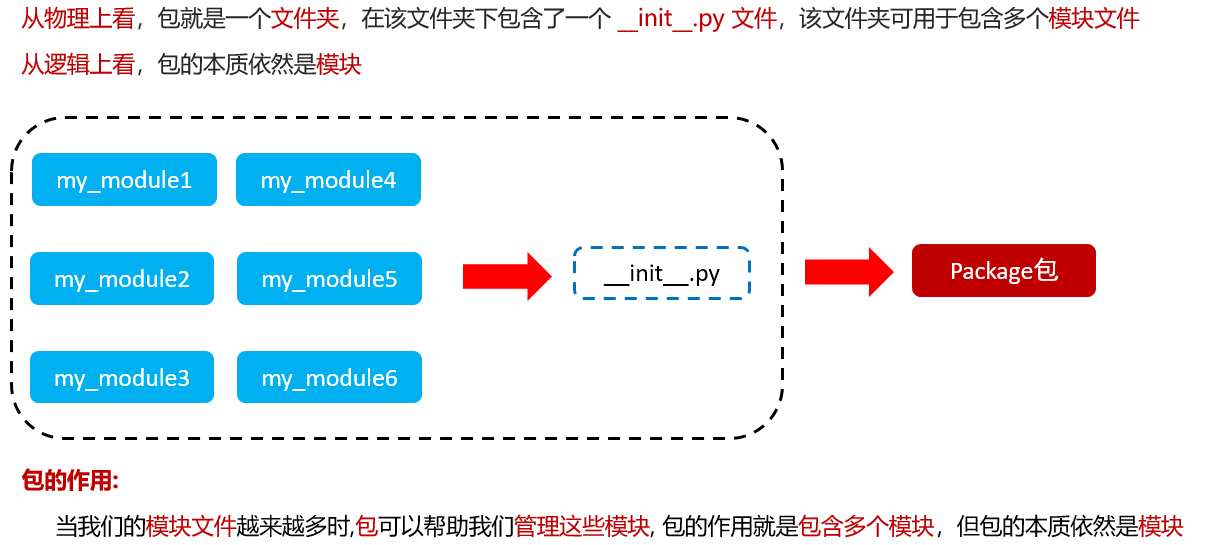 从物理上看，包就是一个文件夹，在该文件夹下包含了一个 __init__.py 文件，该文件夹可用于包含多个模块文件
从逻辑上看，包的本质依然是模块
my_module1 my_module4
my_module2 my_module5
__init__.py
Package包
my_module3 my_module6
包的作用:
当我们的模块文件越来越多时,包可以帮助我们管理这些模块, 包的作用就是包含多个模块，但包的本质依然是模块